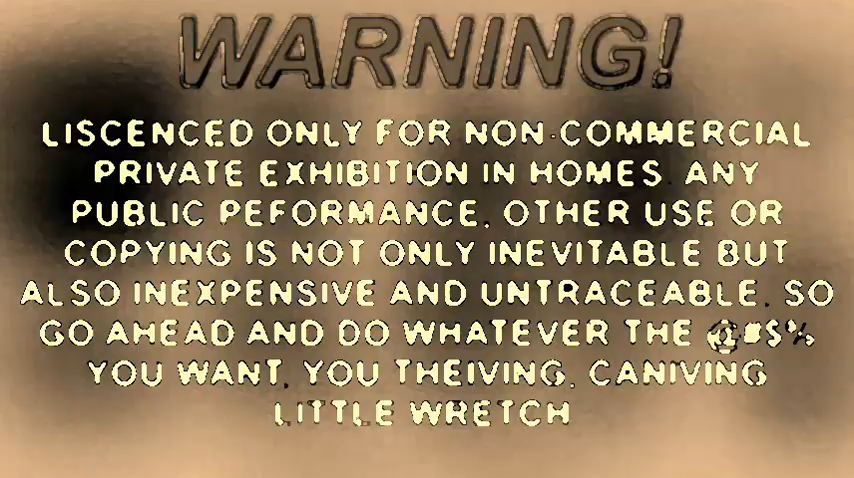 WARNING!
LISCENCED ONLY FOR NON-COMMERCIAL
PRIVATE EXHIBITION IN HOMES. ANY
PUBLIC PEFORMANCE, OTHER USE OR
COPYING IS NOT ONLY INEVITABLE BUT
ALSO INEXPENSIVE AND UNTRACEABLE. SO
GO AHEAD AND DO WHATEVER THE @#$%
YOU WANT, YOU THEIVING, CANIVING
LITTLE WRETCH